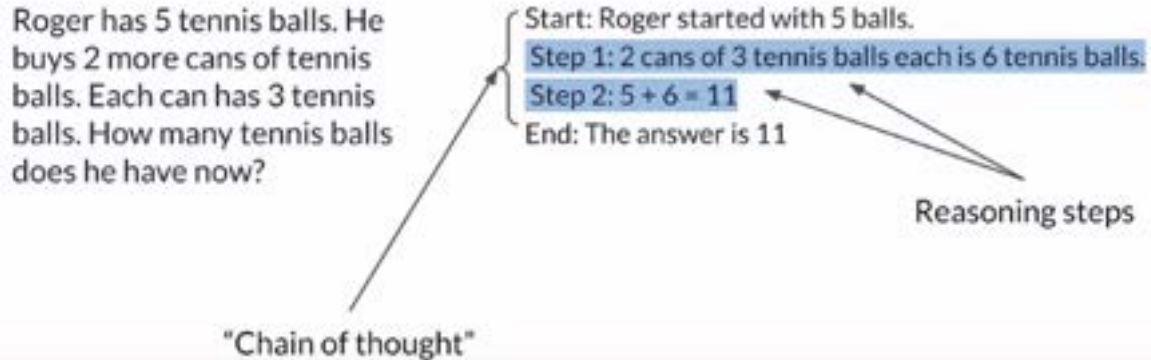 Roger has 5 tennis balls. He
buys 2 more cans of tennis
balls. Each can has 3 tennis
balls. How many tennis balls
does he have now?
Start: Roger started with 5 balls.
Step 1: 2 cans of 3 tennis balls each is 6 tennis balls.
Step 2: 5 + 6 = 11
End: The answer is 11
Reasoning steps
"Chain of thought"